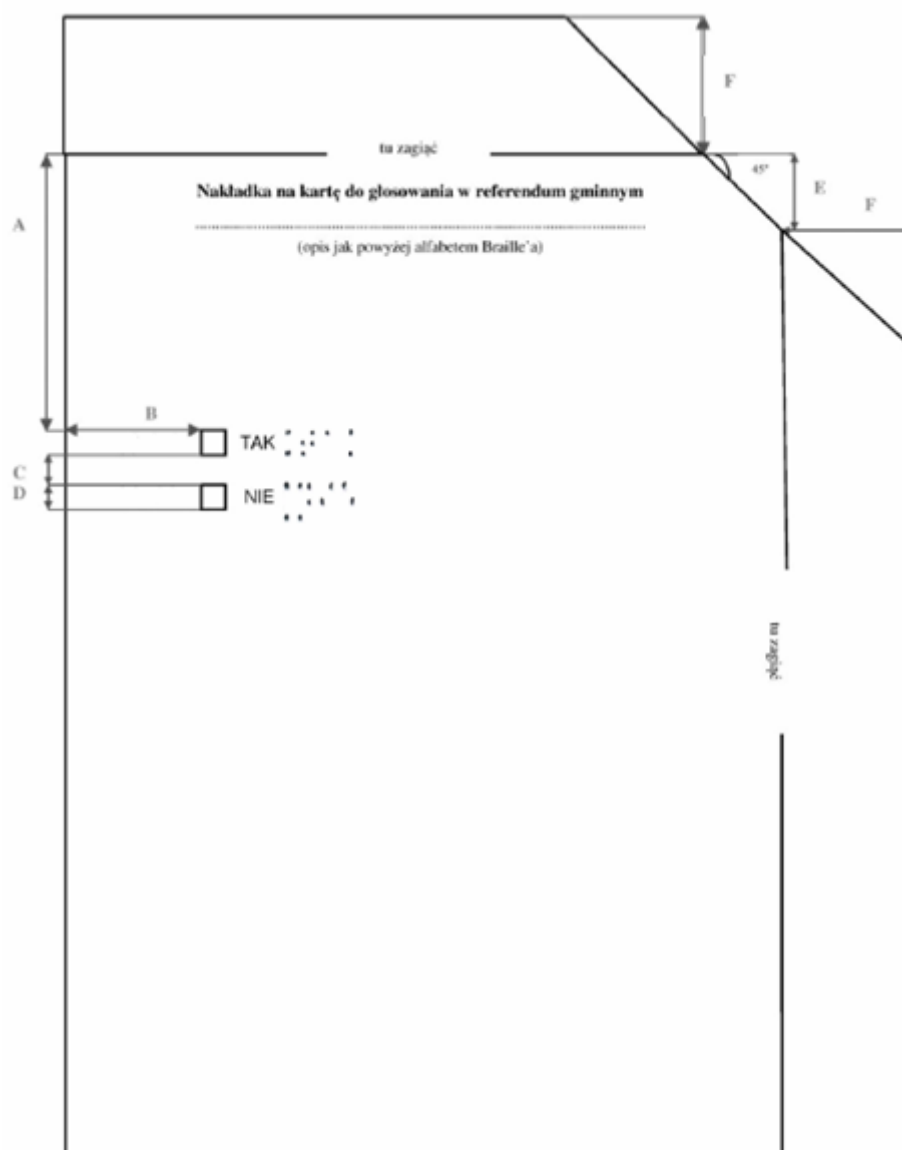 F
tu zagiąć
45°
E
F
A
Nakładka na kartę do głosowania w referendum gminnym
(opis jak powyżej alfabetem Braille’a)
B
TAK
C
D
NIE
tu zagiąć